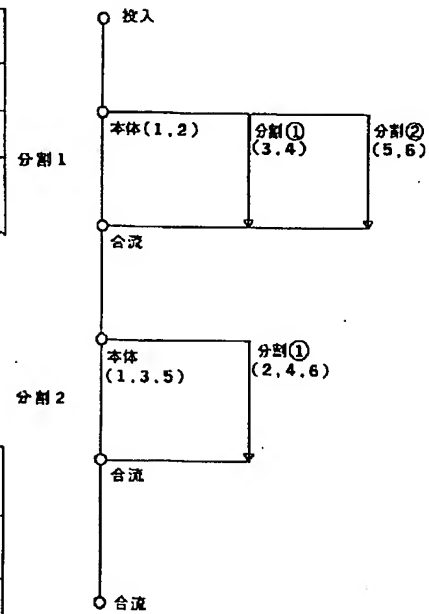 投入
分割1
本体(1,2)
分割①
(3,4)
分割②
(5,6)
合流
分割2
本体
(1.3.5)
分割①
(2,4,6)
合流
合流